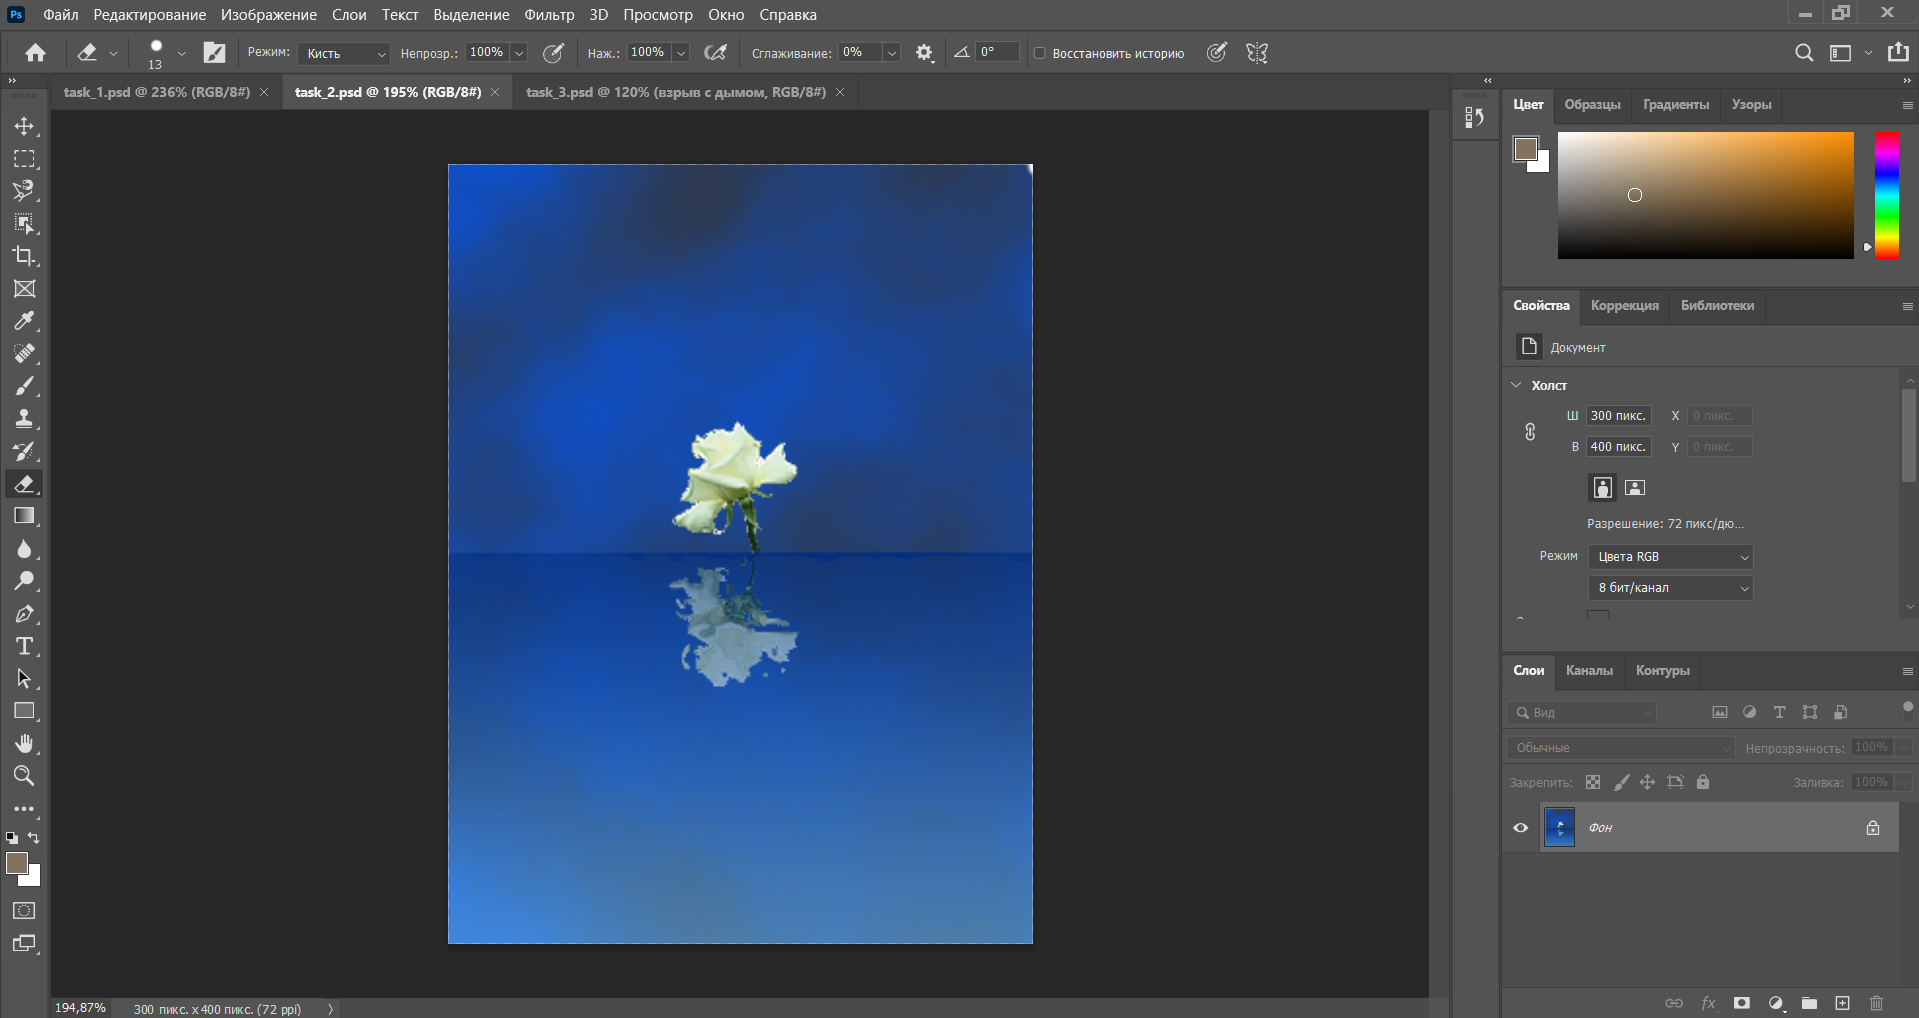 Ps Файл Редактирование Изображение Слои Текст Выделение Фильтр 3D Просмотр Окно Справка
13 Режим: Кисть Непрозр.: 100% Наж.: 100% Сглаживание: 0% 0° Восстановить историю
task_1.psd @ 236% (RGB/8#) task_2.psd @ 195% (RGB/8#) task_3.psd @ 120% (взрыв с дымом, RGB/8#)
Цвет Образцы Градиенты Узоры
Свойства Коррекция Библиотеки
Документ
Холст
Ш 300 пикс. X 0 пикс.
В 400 пикс. Y 0 пикс.
Разрешение: 72 пикс/дю...
Режим Цвета RGB
8 бит/канал
Слои Каналы Контуры
Вид
Обычные Непрозрачность: 100%
Закрепить: Заливка: 100%
Фон
fx
194,87% 300 пикс. x 400 пикс. (72 ppi)